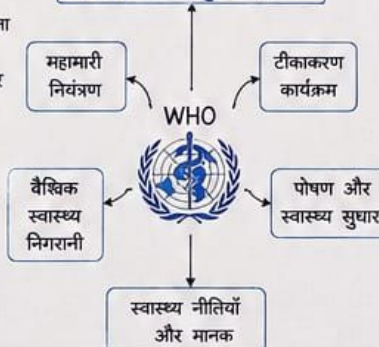 महामारी
नियंत्रण
टीकाकरण
कार्यक्रम
WHO
वैश्विक
स्वास्थ्य
निगरानी
पोषण और
स्वास्थ्य सुधार
स्वास्थ्य नीतियाँ
और मानक